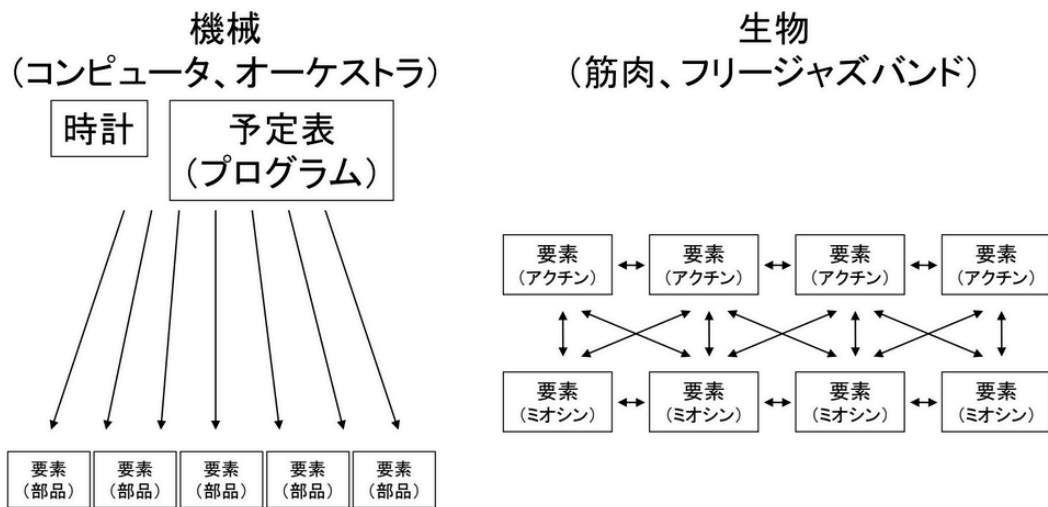 機械
（コンピュータ、オーケストラ）
時計
予定表
（プログラム）
要素
（部品）
要素
（部品）
要素
（部品）
要素
（部品）
要素
（部品）
生物
（筋肉、フリージャズバンド）
要素
（アクチン）
要素
（アクチン）
要素
（アクチン）
要素
（アクチン）
要素
（ミオシン）
要素
（ミオシン）
要素
（ミオシン）
要素
（ミオシン）